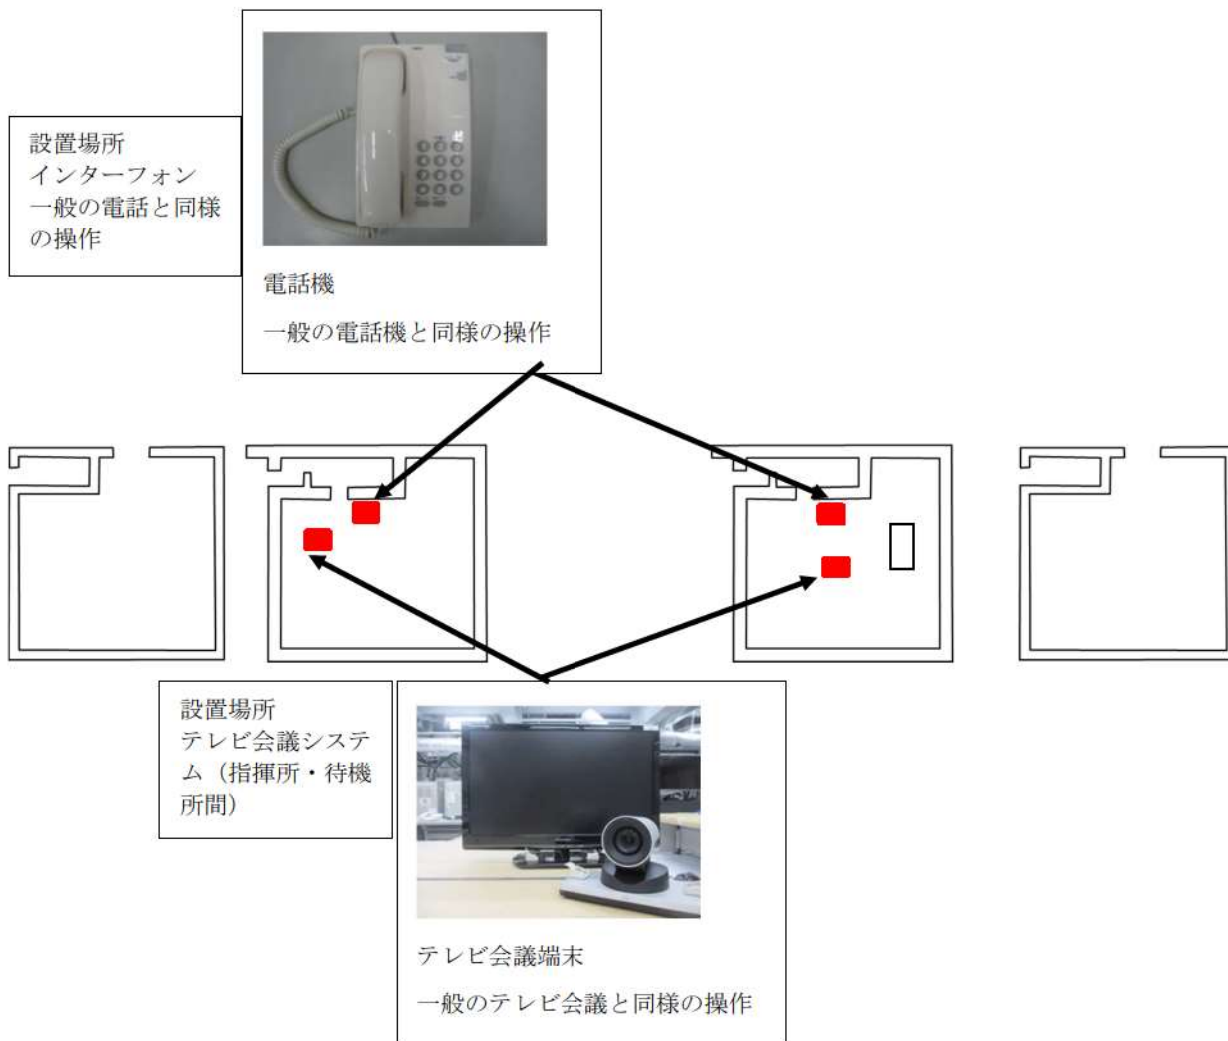 設置場所
インターフォン
一般の電話と同様
の操作
電話機
一般の電話機と同様の操作
設置場所
テレビ会議システ
ム（指揮所・待機
所間）
テレビ会議端末
一般のテレビ会議と同様の操作